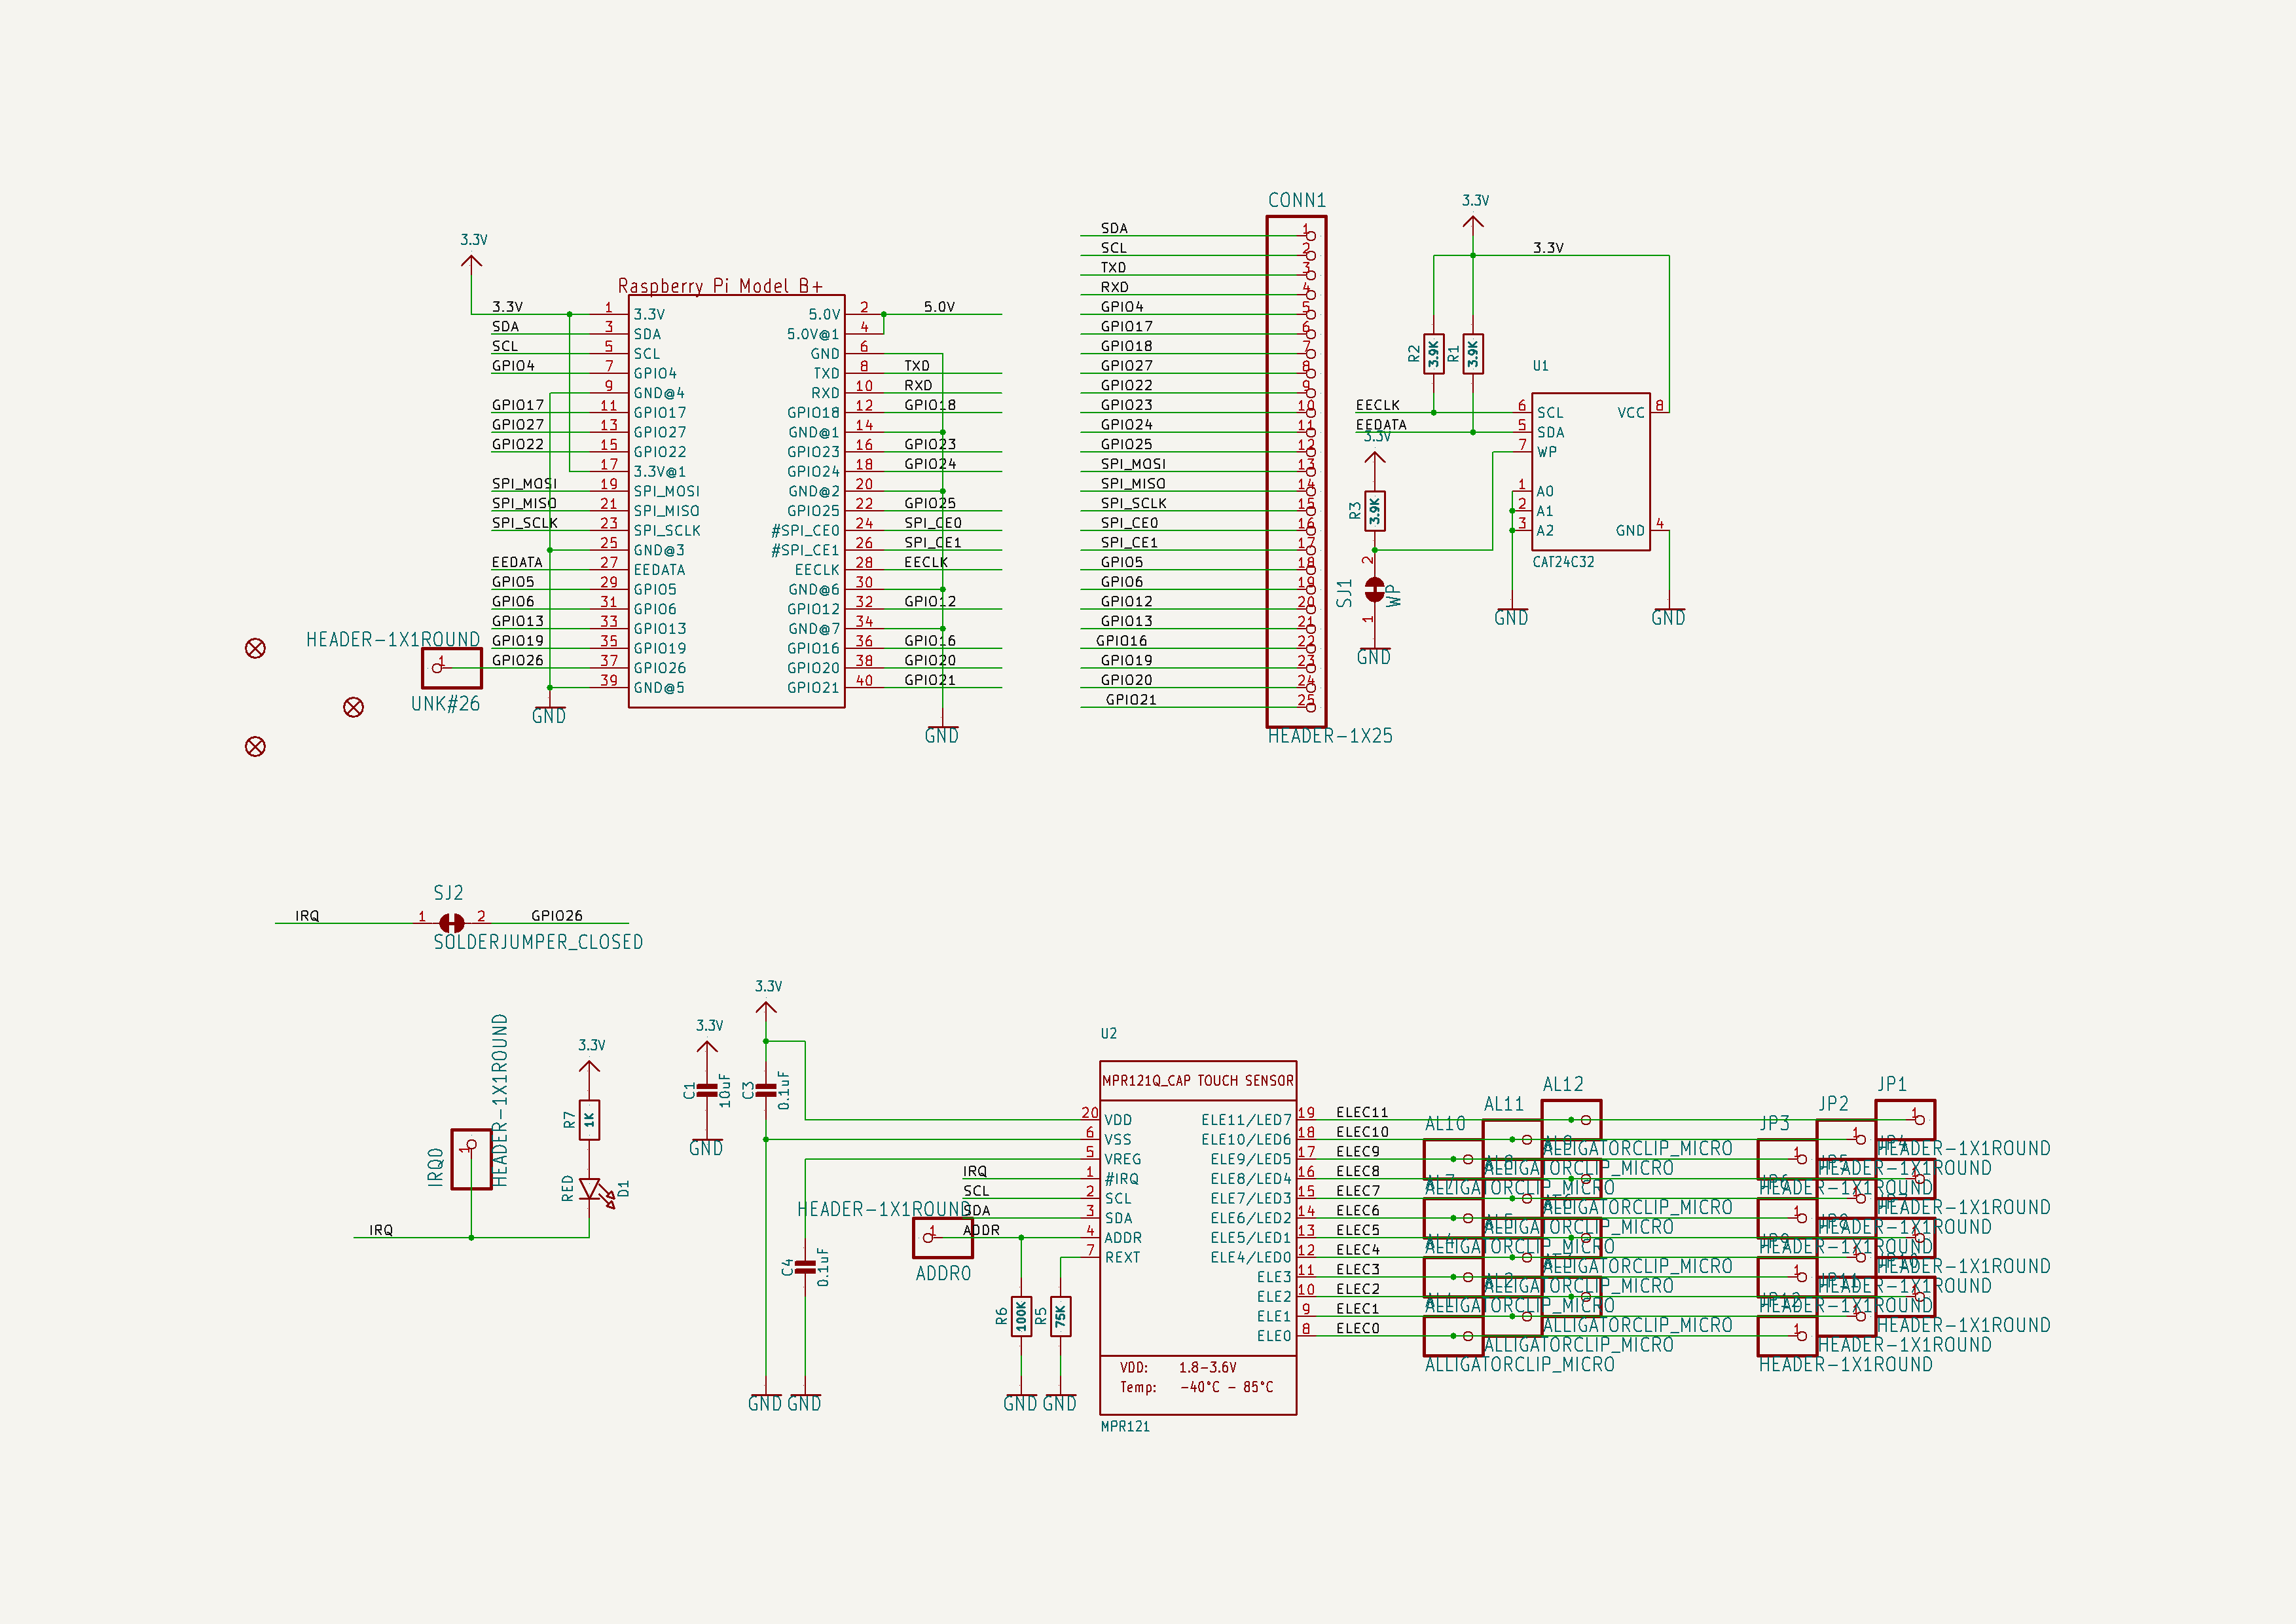 CONN1
3.3V
3.3V
3.3V
Raspberry Pi Model B+
3.3V 1 3.3V
SDA 3 SDA
SCL 5 SCL
GPIO4 7 GPIO4
9 GND@4
GPIO17 11 GPIO17
GPIO27 13 GPIO27
GPIO22 15 GPIO22
17 3.3V@1
SPI_MOSI 19 SPI_MOSI
SPI_MISO 21 SPI_MISO
SPI_SCLK 23 SPI_SCLK
25 GND@3
EEDATA 27 EEDATA
GPIO5 29 GPIO5
GPIO6 31 GPIO6
GPIO13 33 GPIO13
GPIO19 35 GPIO19
GPIO26 37 GPIO26
39 GND@5
HEADER-1X1ROUND
1
UNK#26
GND
5.0V 2 5.0V
5.0V@1 4
GND 6
TXD 8 TXD
RXD 10 RXD
GPIO18 12 GPIO18
GND@1 14
GPIO23 16 GPIO23
GPIO24 18 GPIO24
GND@2 20
GPIO25 22 GPIO25
#SPI_CE0 24 SPI_CE0
#SPI_CE1 26 SPI_CE1
EECLK 28 EECLK
GND@6 30
GPIO12 32 GPIO12
GND@7 34
GPIO16 36 GPIO16
GPIO20 38 GPIO20
GPIO21 40 GPIO21
GND
SDA 1
SCL 2
TXD 3
RXD 4
GPIO4 5
GPIO17 6
GPIO18 7
GPIO27 8
GPIO22 9
GPIO23 10
GPIO24 11
GPIO25 12
SPI_MOSI 13
SPI_MISO 14
SPI_SCLK 15
SPI_CE0 16
SPI_CE1 17
GPIO5 18
GPIO6 19
GPIO12 20
GPIO13 21
GPIO16 22
GPIO19 23
GPIO20 24
GPIO21 25
HEADER-1X25
R2 3.9K
R1 3.9K
U1
EECLK 6 SCL
EEDATA 5 SDA
7 WP
1 A0
2 A1
3 A2
VCC 8
GND 4
CAT24C32
3.3V
R3 3.9K
2
SJ1
WP
1
GND
GND
GND
SJ2
IRQ 1 2 GPIO26
SOLDERJUMPER_CLOSED
HEADER-1X1ROUND
1
IRQ0
3.3V
R7 1K
RED
D1
IRQ
3.3V
C1
10uF
GND
3.3V
C3
0.1uF
C4
0.1uF
GND GND
U2
MPR121Q_CAP TOUCH SENSOR
20 VDD
6 VSS
5 VREG
IRQ 1 #IRQ
SCL 2 SCL
SDA 3 SDA
ADDR 4 ADDR
7 REXT
HEADER-1X1ROUND
1
ADDR0
R6 100K
R5 75K
GND GND
ELE11/LED7 19 ELEC11
ELE10/LED6 18 ELEC10
ELE9/LED5 17 ELEC9
ELE8/LED4 16 ELEC8
ELE7/LED3 15 ELEC7
ELE6/LED2 14 ELEC6
ELE5/LED1 13 ELEC5
ELE4/LED0 12 ELEC4
ELE3 11 ELEC3
ELE2 10 ELEC2
ELE1 9 ELEC1
ELE0 8 ELEC0
VDD: 1.8-3.6V
Temp: -40°C - 85°C
MPR121
AL12
AL11
AL10
ALLIGATORCLIP_MICRO
ALLIGATORCLIP_MICRO
ALLIGATORCLIP_MICRO
ALLIGATORCLIP_MICRO
ALLIGATORCLIP_MICRO
ALLIGATORCLIP_MICRO
ALLIGATORCLIP_MICRO
ALLIGATORCLIP_MICRO
ALLIGATORCLIP_MICRO
ALLIGATORCLIP_MICRO
ALLIGATORCLIP_MICRO
ALLIGATORCLIP_MICRO
JP1
JP2
JP3
1
1
1
HEADER-1X1ROUND
HEADER-1X1ROUND
HEADER-1X1ROUND
HEADER-1X1ROUND
HEADER-1X1ROUND
HEADER-1X1ROUND
HEADER-1X1ROUND
HEADER-1X1ROUND
HEADER-1X1ROUND
HEADER-1X1ROUND
HEADER-1X1ROUND
HEADER-1X1ROUND